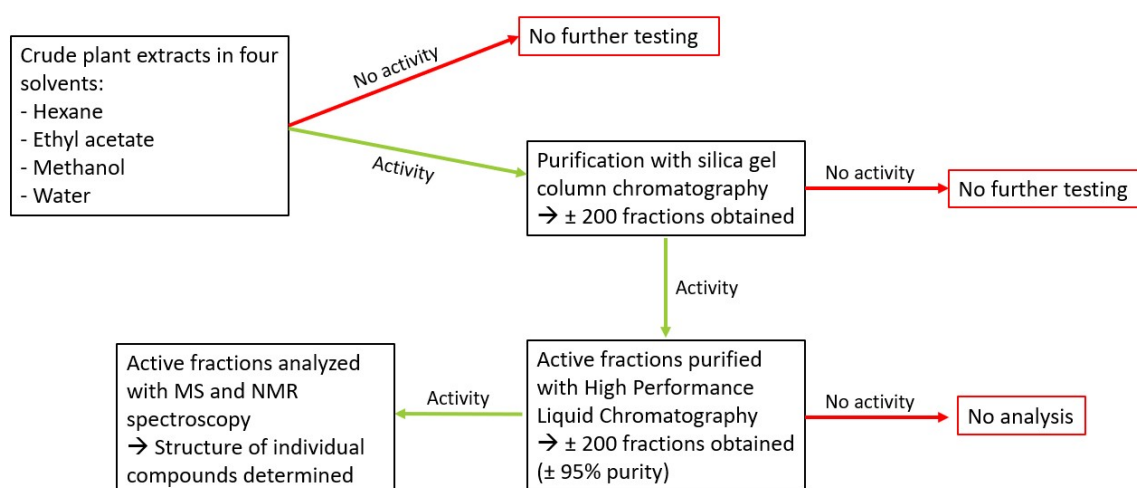 Crude plant extracts in four
solvents:
- Hexane
- Ethyl acetate
- Methanol
- Water
No activity
No further testing
Activity
Purification with silica gel
column chromatography
→ ± 200 fractions obtained
No activity
No further testing
Activity
Active fractions purified
with High Performance
Liquid Chromatography
→ ± 200 fractions obtained
(± 95% purity)
No activity
No analysis
Activity
Active fractions analyzed
with MS and NMR
spectroscopy
→ Structure of individual
compounds determined